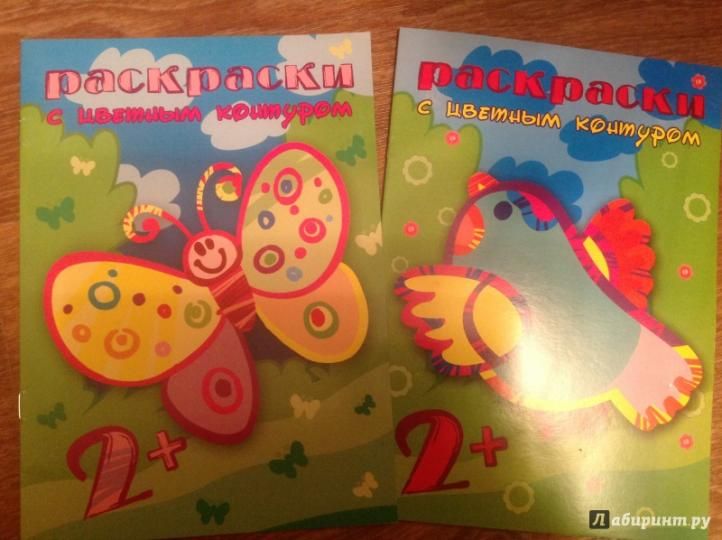 раскраски
с цветным контуром
2+
раскраски
с цветным контуром
2+
Лабиринт.ру